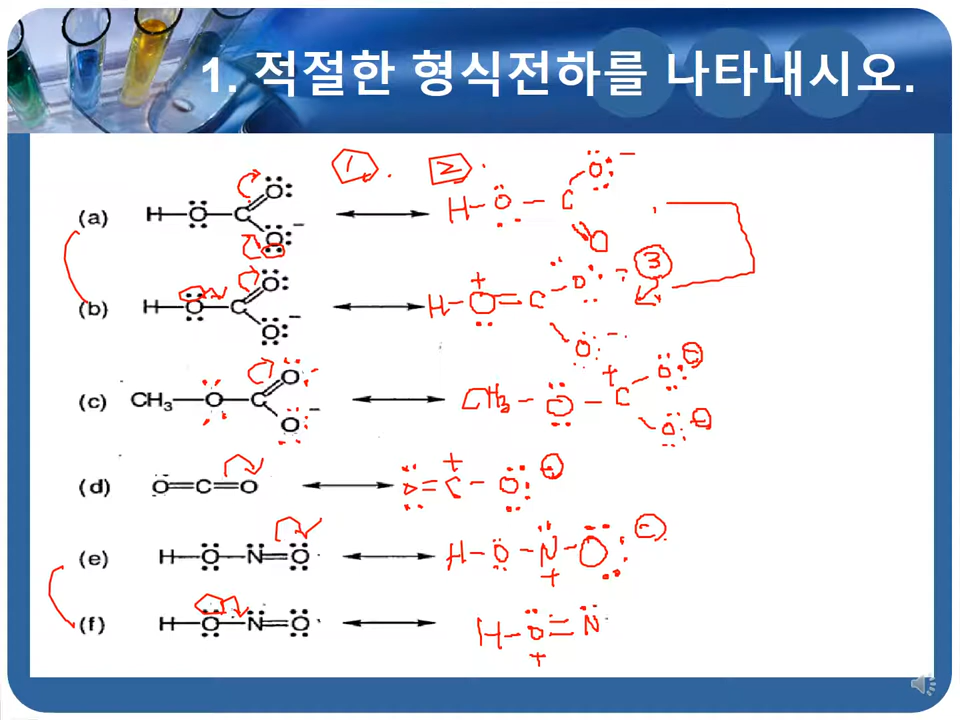 1. 적절한 형식전하를 나타내시오.
1. 2.
(a) H—O—C=O O− ⟷ H—O—C O− O
(b) H—O—C=O O− ⟷ H—O+=C O− O− 3
(c) CH₃—O—C=O O− ⟷ CH₃—O—C+ O⊖ O⊖
(d) O=C=O ⟷ O=C+—O⊖
(e) H—O—N=O ⟷ H—O—N+—O⊖
(f) H—O—N=O ⟷ H—O+=N